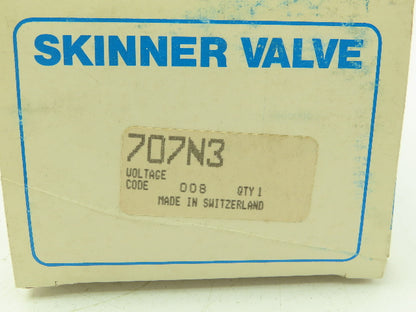 SKINNER VALVE
707N3
VOLTAGE
CODE 008 QTY 1
MADE IN SWITZERLAND